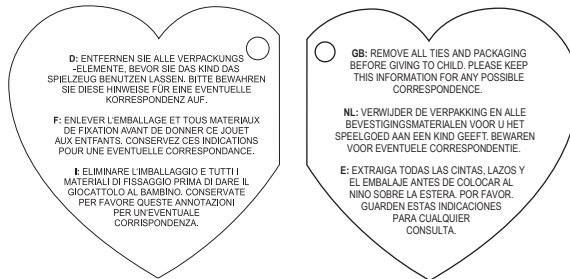 D: ENTFERNEN SIE ALLE VERPACKUNGS
-ELEMENTE, BEVOR SIE DAS KIND DAS
SPIELZEUG BENUTZEN LASSEN. BITTE BEWAHREN
SIE DIESE HINWEISE FÜR EINE EVENTUELLE
KORRESPONDENZ AUF.
F: ENLEVER L'EMBALLAGE ET TOUS MATERIAUX
DE FIXATION AVANT DE DONNER CE JOUET
AUX ENTFANTS. CONSERVEZ CES INDICATIONS
POUR UNE EVENTUELLE CORRESPONDANCE.
I: ELIMINARE L'IMBALLAGGIO E TUTTI I
MATERIALI DI FISSAGGIO PRIMA DI DARE IL
GIOCATTOLO AL BAMBINO. CONSERVATE
PER FAVORE QUESTE ANNOTAZIONI
PER UN'EVENTUALE
CORRISPONDENZA.
GB: REMOVE ALL TIES AND PACKAGING
BEFORE GIVING TO CHILD. PLEASE KEEP
THIS INFORMATION FOR ANY POSSIBLE
CORRESPONDENCE.
NL: VERWIJDER DE VERPAKKING EN ALLE
BEVESTIGINGSMATERIALEN VOOR U HET
SPEELGOED AAN EEN KIND GEEFT. BEWAREN
VOOR EVENTUELE CORRESPONDENTIE.
E: EXTRAIGA TODAS LAS CINTAS, LAZOS Y
EL EMBALAJE ANTES DE COLOCAR AL
NINO SOBRE LA ESTERA. POR FAVOR.
GUARDEN ESTAS INDICACIONES
PARA CUALQUIER
CONSULTA.